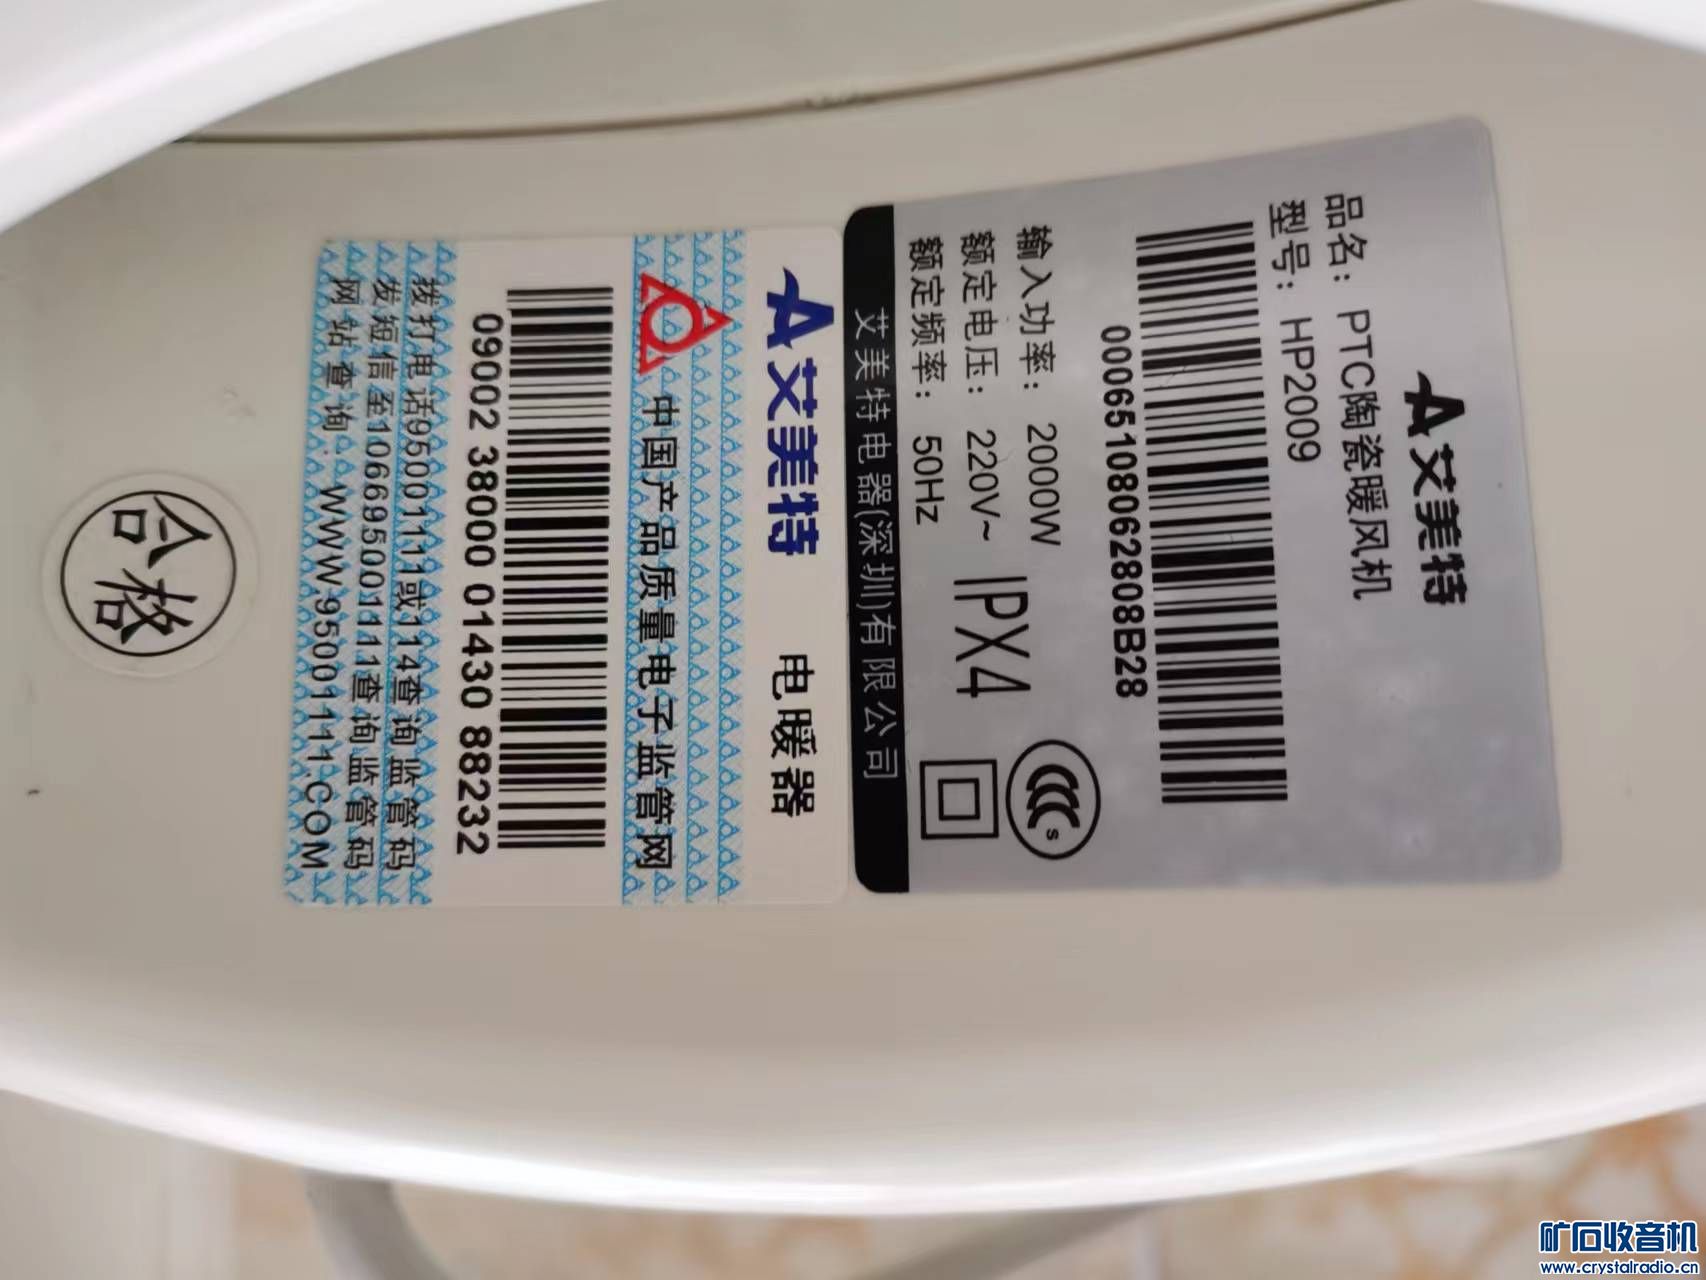 艾美特
品名：PTC陶瓷暖风机
型号：HP2009
00065108062808B28
输入功率：2000W
额定电压：220V~
额定频率：50Hz
IPX4
S
艾美特电器(深圳)有限公司
艾美特 电暖器
中国产品质量电子监管网
09002 38000 01430 88232
拨打电话95001111或114查询监管码
发短信至106695001111查询监管码
网站查询：WWW.95001111.COM
合格
矿石收音机
www.crystalradio.cn